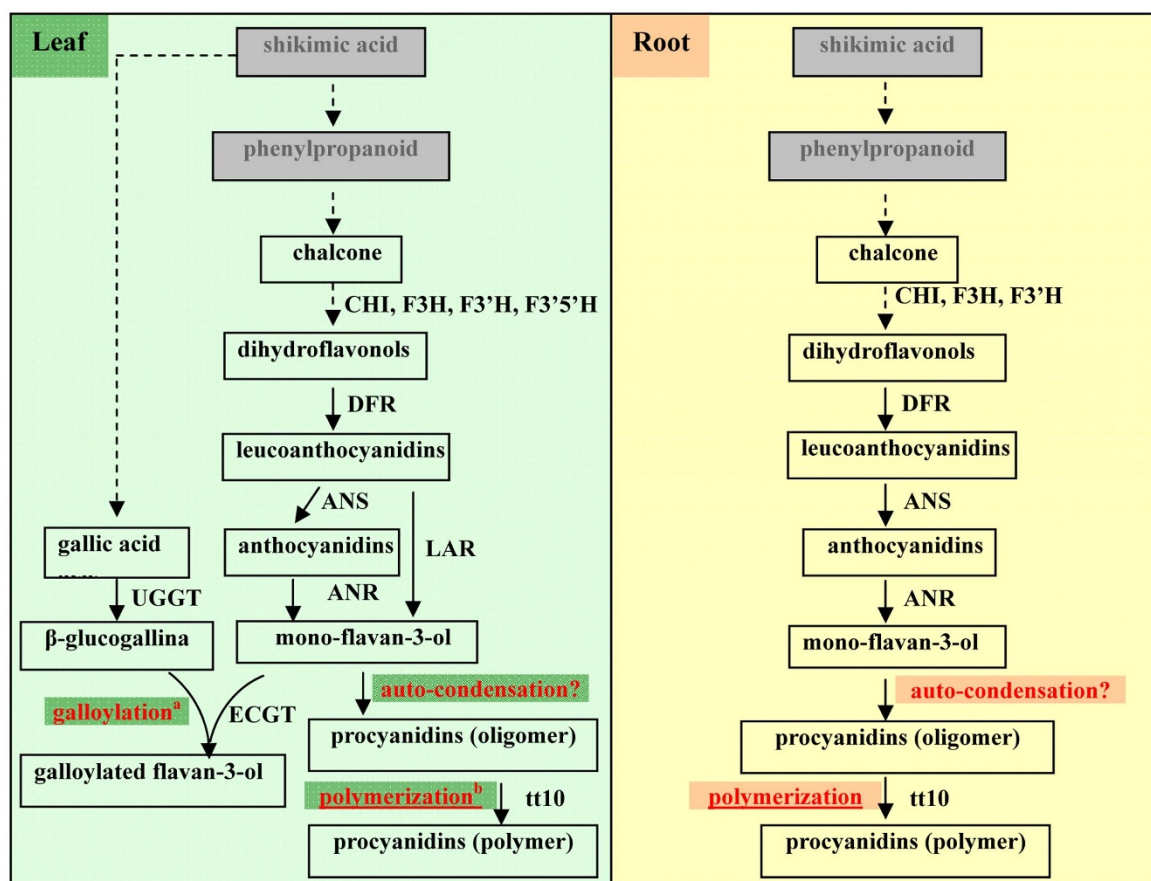 Leaf
shikimic acid
phenylpropanoid
chalcone
CHI, F3H, F3’H, F3’5’H
dihydroflavonols
DFR
leucoanthocyanidins
ANS
gallic acid
anthocyanidins
LAR
UGGT
ANR
β-glucogallina
mono-flavan-3-ol
auto-condensation?
galloylationᵃ
ECGT
procyanidins (oligomer)
galloylated flavan-3-ol
polymerizationᵇ
tt10
procyanidins (polymer)
Root
shikimic acid
phenylpropanoid
chalcone
CHI, F3H, F3’H
dihydroflavonols
DFR
leucoanthocyanidins
ANS
anthocyanidins
ANR
mono-flavan-3-ol
auto-condensation?
procyanidins (oligomer)
polymerization
tt10
procyanidins (polymer)